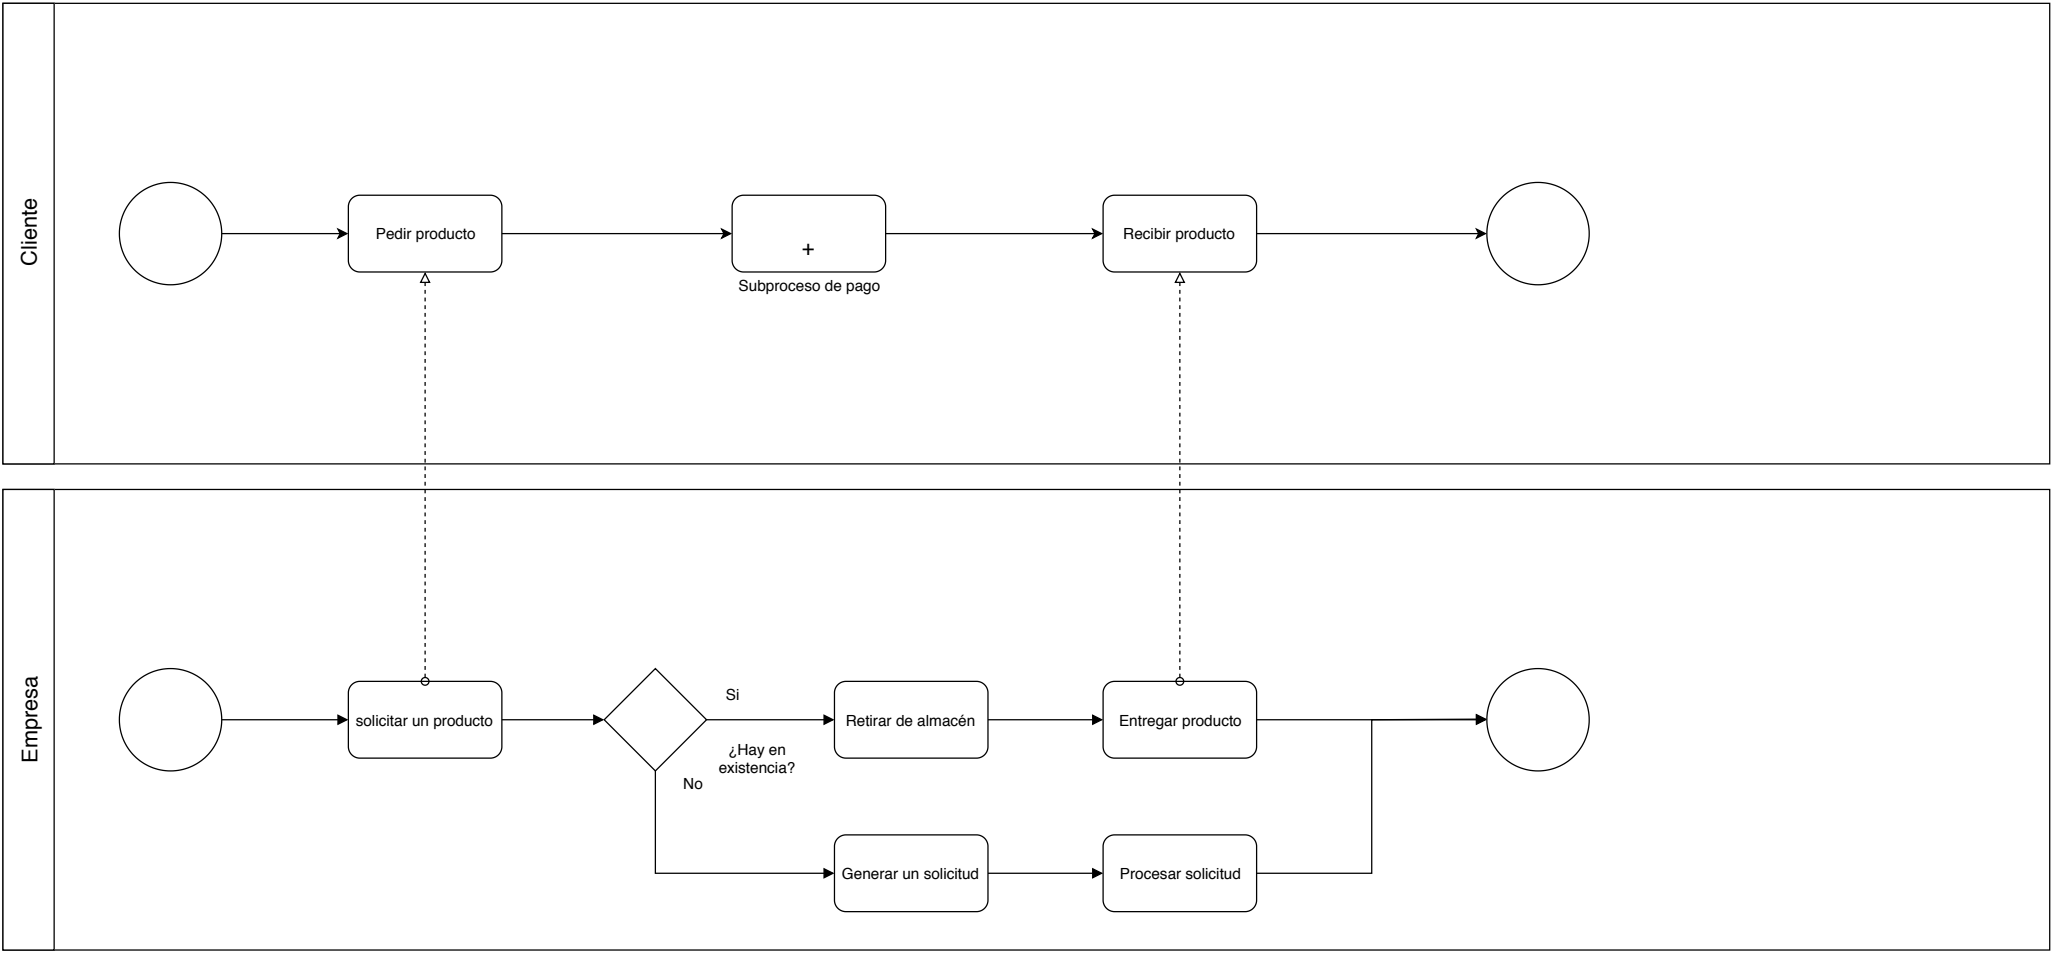 Cliente
Pedir producto
+
Subproceso de pago
Recibir producto
Empresa
solicitar un producto
Si
¿Hay en
existencia?
No
Retirar de almacén
Entregar producto
Generar un solicitud
Procesar solicitud